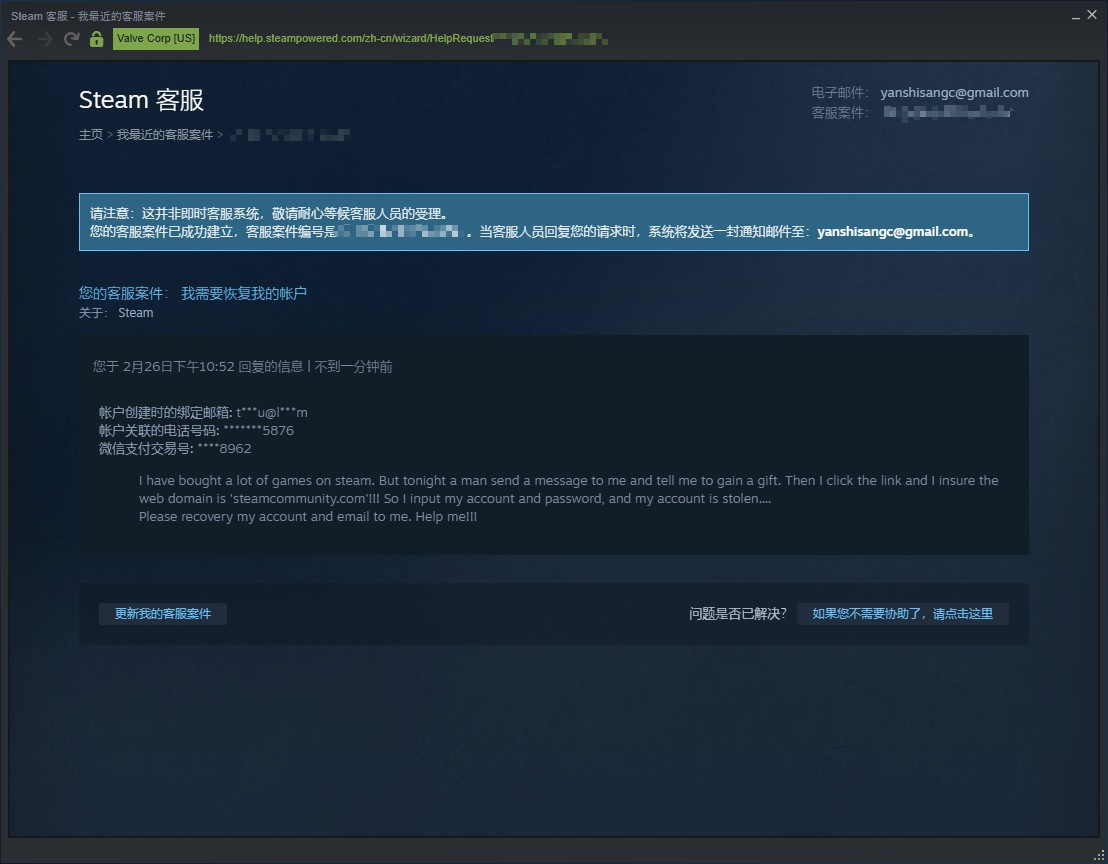 Steam 客服 - 我最近的客服案件
Valve Corp [US] https://help.steampowered.com/zh-cn/wizard/HelpRequest
Steam 客服
电子邮件: yanshisangc@gmail.com
客服案件:
主页 > 我最近的客服案件 >
请注意：这并非即时客服系统，敬请耐心等候客服人员的受理。
您的客服案件已成功建立，客服案件编号是 。当客服人员回复您的请求时，系统将发送一封通知邮件至：yanshisangc@gmail.com。
您的客服案件： 我需要恢复我的帐户
关于： Steam
您于 2月26日下午10:52 回复的信息 | 不到一分钟前
帐户创建时的绑定邮箱: t***u@l***m
帐户关联的电话号码: *******5876
微信支付交易号: ****8962
I have bought a lot of games on steam. But tonight a man send a message to me and tell me to gain a gift. Then I click the link and I insure the
web domain is 'steamcommunity.com'!!! So I input my account and password, and my account is stolen....
Please recovery my account and email to me. Help me!!!
更新我的客服案件
问题是否已解决？ 如果您不需要协助了，请点击这里